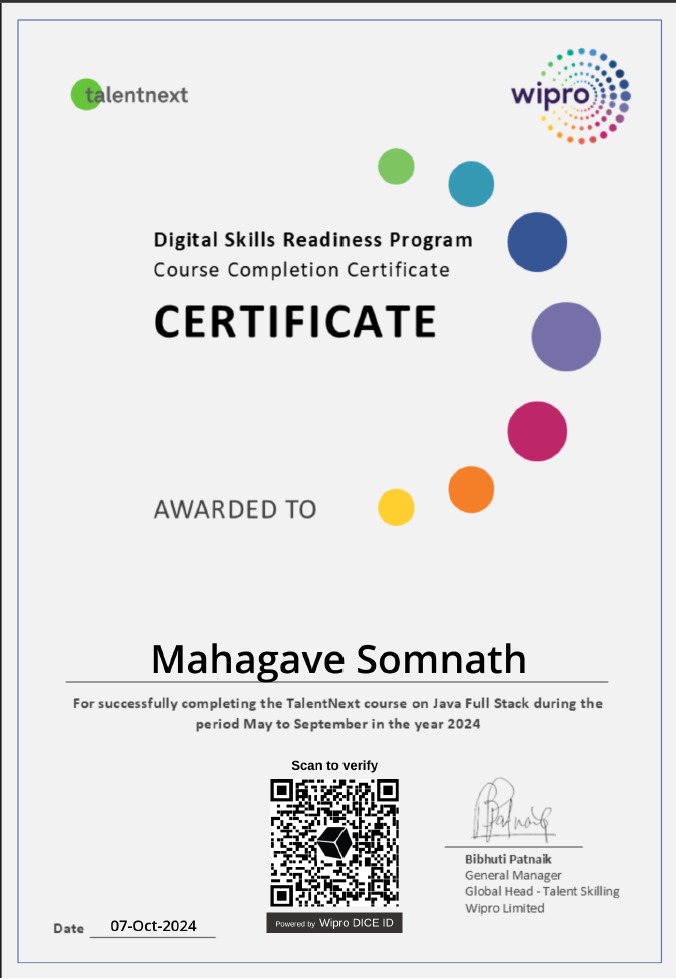 talentnext
wipro
Digital Skills Readiness Program
Course Completion Certificate
CERTIFICATE
AWARDED TO
Mahagave Somnath
For successfully completing the TalentNext course on Java Full Stack during the
period May to September in the year 2024
Scan to verify
BPatnaik
Bibhuti Patnaik
General Manager
Global Head - Talent Skilling
Wipro Limited
Powered by Wipro DICE ID
Date 07-Oct-2024